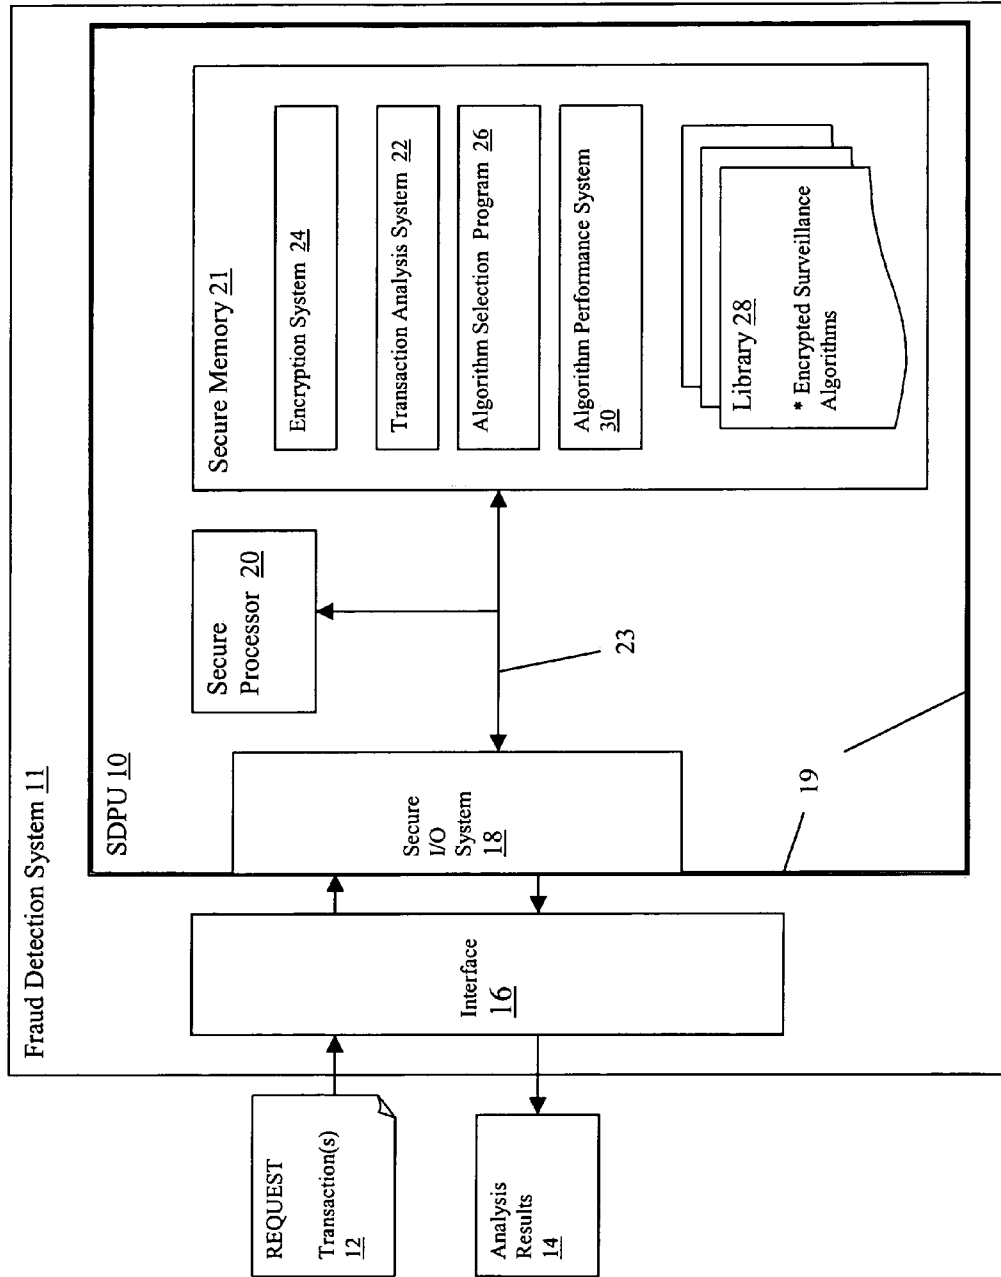 Fraud Detection System 11
SDPU 10
REQUEST
Transaction(s)
12
Analysis
Results
14
Interface
16
Secure
I/O
System
18
Secure
Processor 20
23
19
Secure Memory 21
Encryption System 24
Transaction Analysis System 22
Algorithm Selection Program 26
Algorithm Performance System
30
Library 28
* Encrypted Surveillance
Algorithms